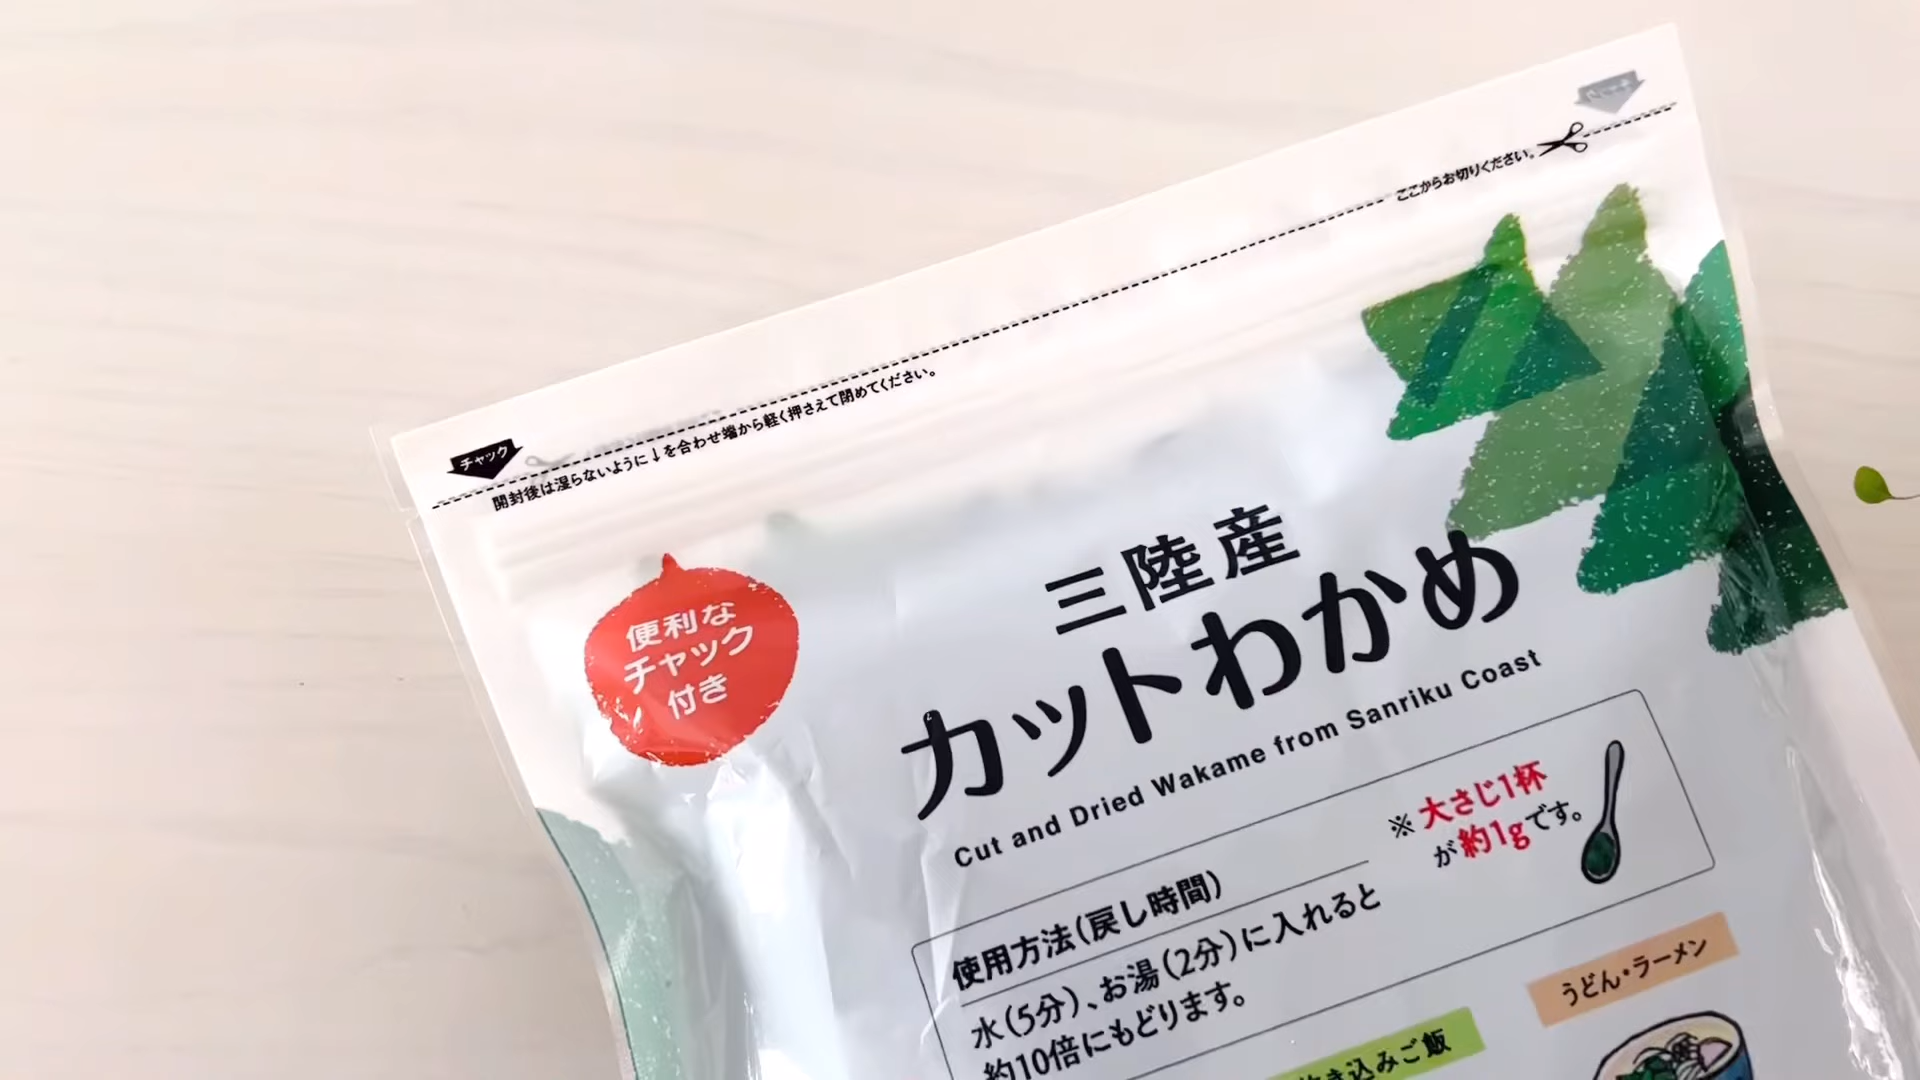 ここからお切りください。
チャック
開封後は湿らないように↓を合わせ端から軽く押さえて閉めてください。
便利な
チャック
付き
三陸産
カットわかめ
Cut and Dried Wakame from Sanriku Coast
※大さじ1杯
が約1gです。
使用方法(戻し時間)
水(5分)、お湯(2分)に入れると
約10倍にもどります。
うどん・ラーメン
き込みご飯